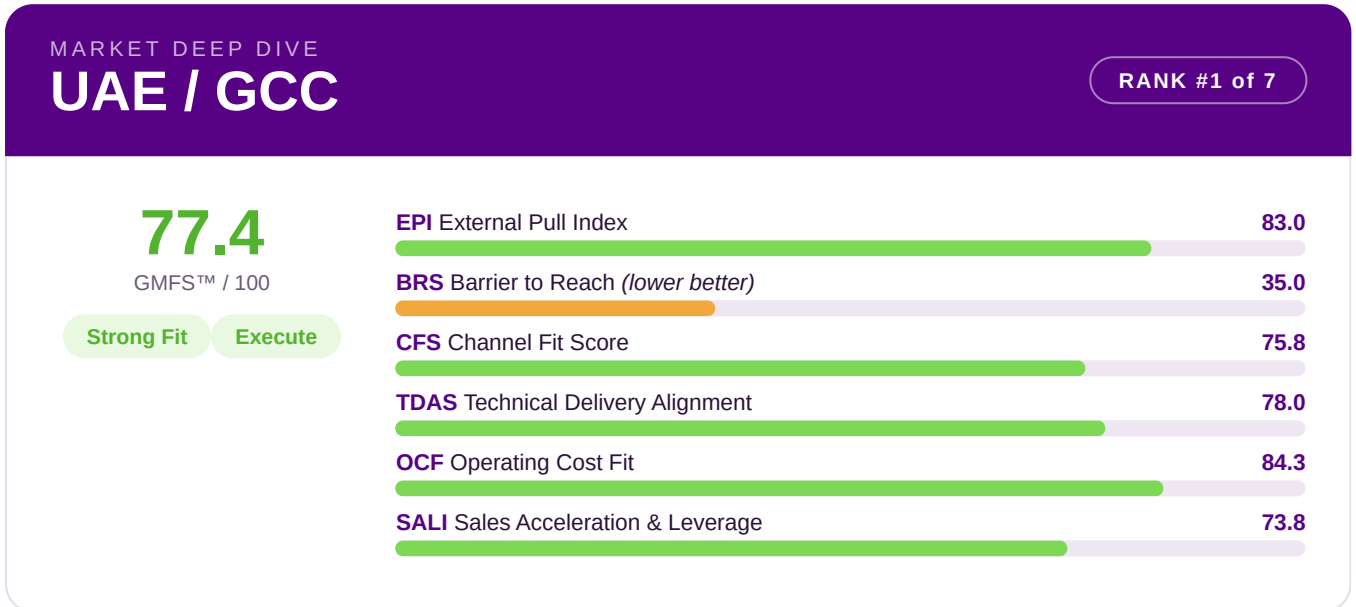 MARKET DEEP DIVE
UAE / GCC
RANK #1 of 7
77.4
GMFS™ / 100
Strong Fit
Execute
EPI External Pull Index 83.0
BRS Barrier to Reach (lower better) 35.0
CFS Channel Fit Score 75.8
TDAS Technical Delivery Alignment 78.0
OCF Operating Cost Fit 84.3
SALI Sales Acceleration & Leverage 73.8